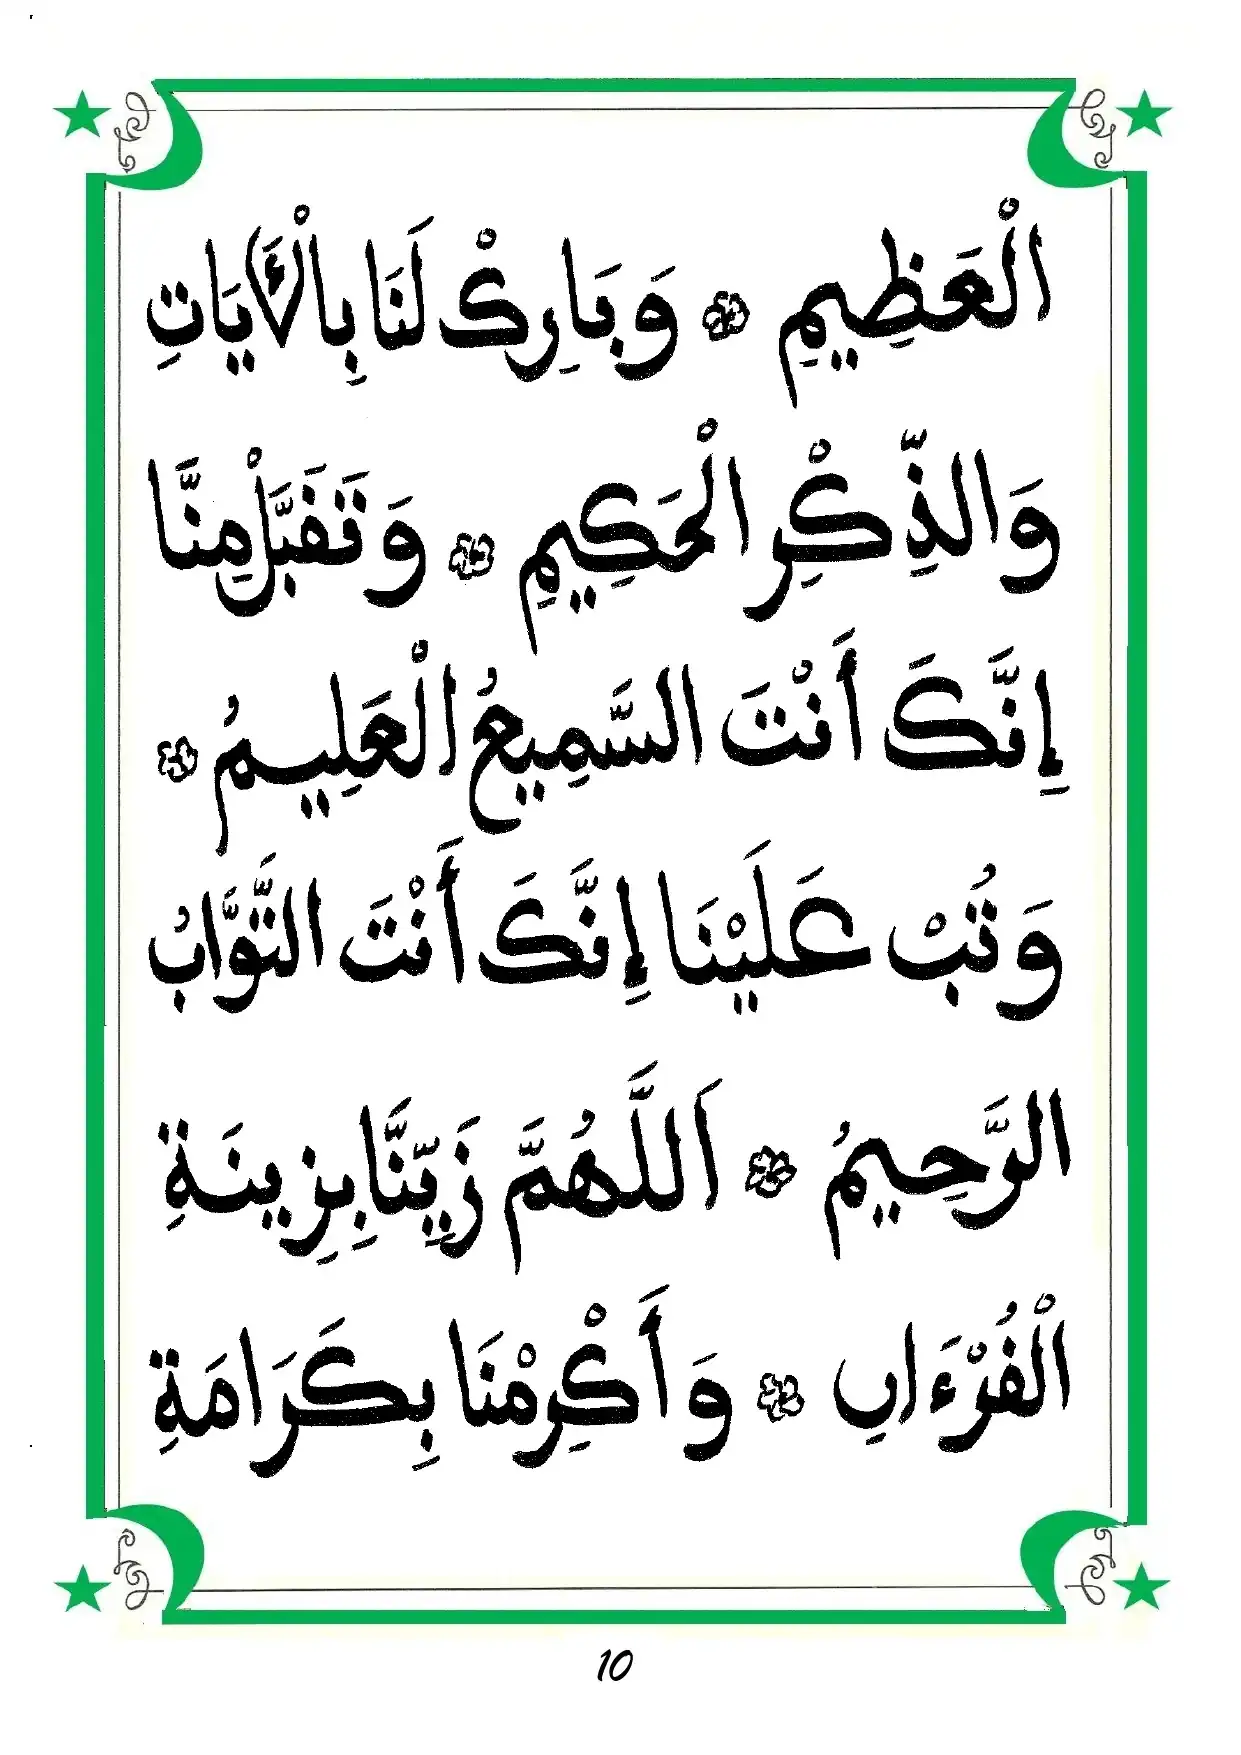 الْعَظِيمِ ۞ وَبَارِكْ لَنَا بِالْأَيَاتِ
وَالذِّكْرِ الْحَكِيمِ ۞ وَتَقَبَّلْ مِنَّا
إِنَّكَ أَنْتَ السَّمِيعُ الْعَلِيمُ ۞
وَتُبْ عَلَيْنَا إِنَّكَ أَنْتَ التَّوَّابُ
الرَّحِيمُ ۞ اَللَّهُمَّ زَيِّنَّا بِزِينَةِ
الْقُرْءَانِ ۞ وَأَكْرِمْنَا بِكَرَامَةِ
10